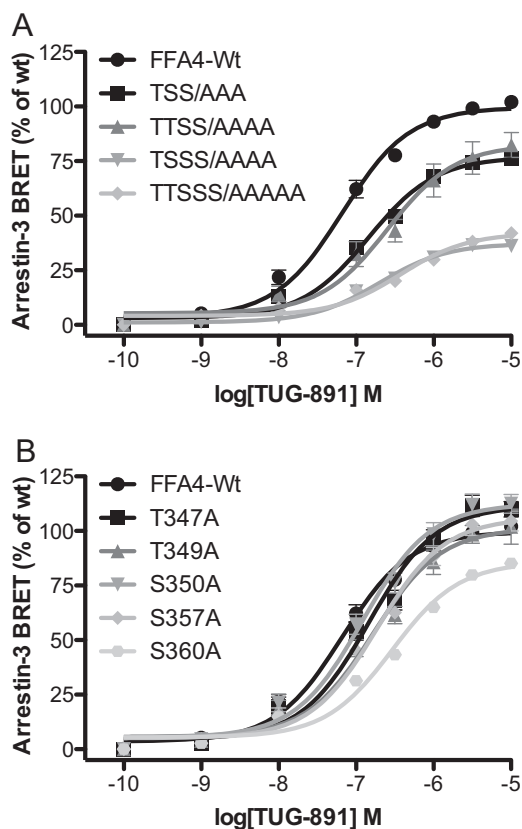 A
Arrestin-3 BRET (% of wt)
125
100
75
50
25
0
FFA4-Wt
TSS/AAA
TTSS/AAAA
TSSS/AAAA
TTSSS/AAAAA
-10 -9 -8 -7 -6 -5
log[TUG-891] M
B
Arrestin-3 BRET (% of wt)
125
100
75
50
25
0
FFA4-Wt
T347A
T349A
S350A
S357A
S360A
-10 -9 -8 -7 -6 -5
log[TUG-891] M